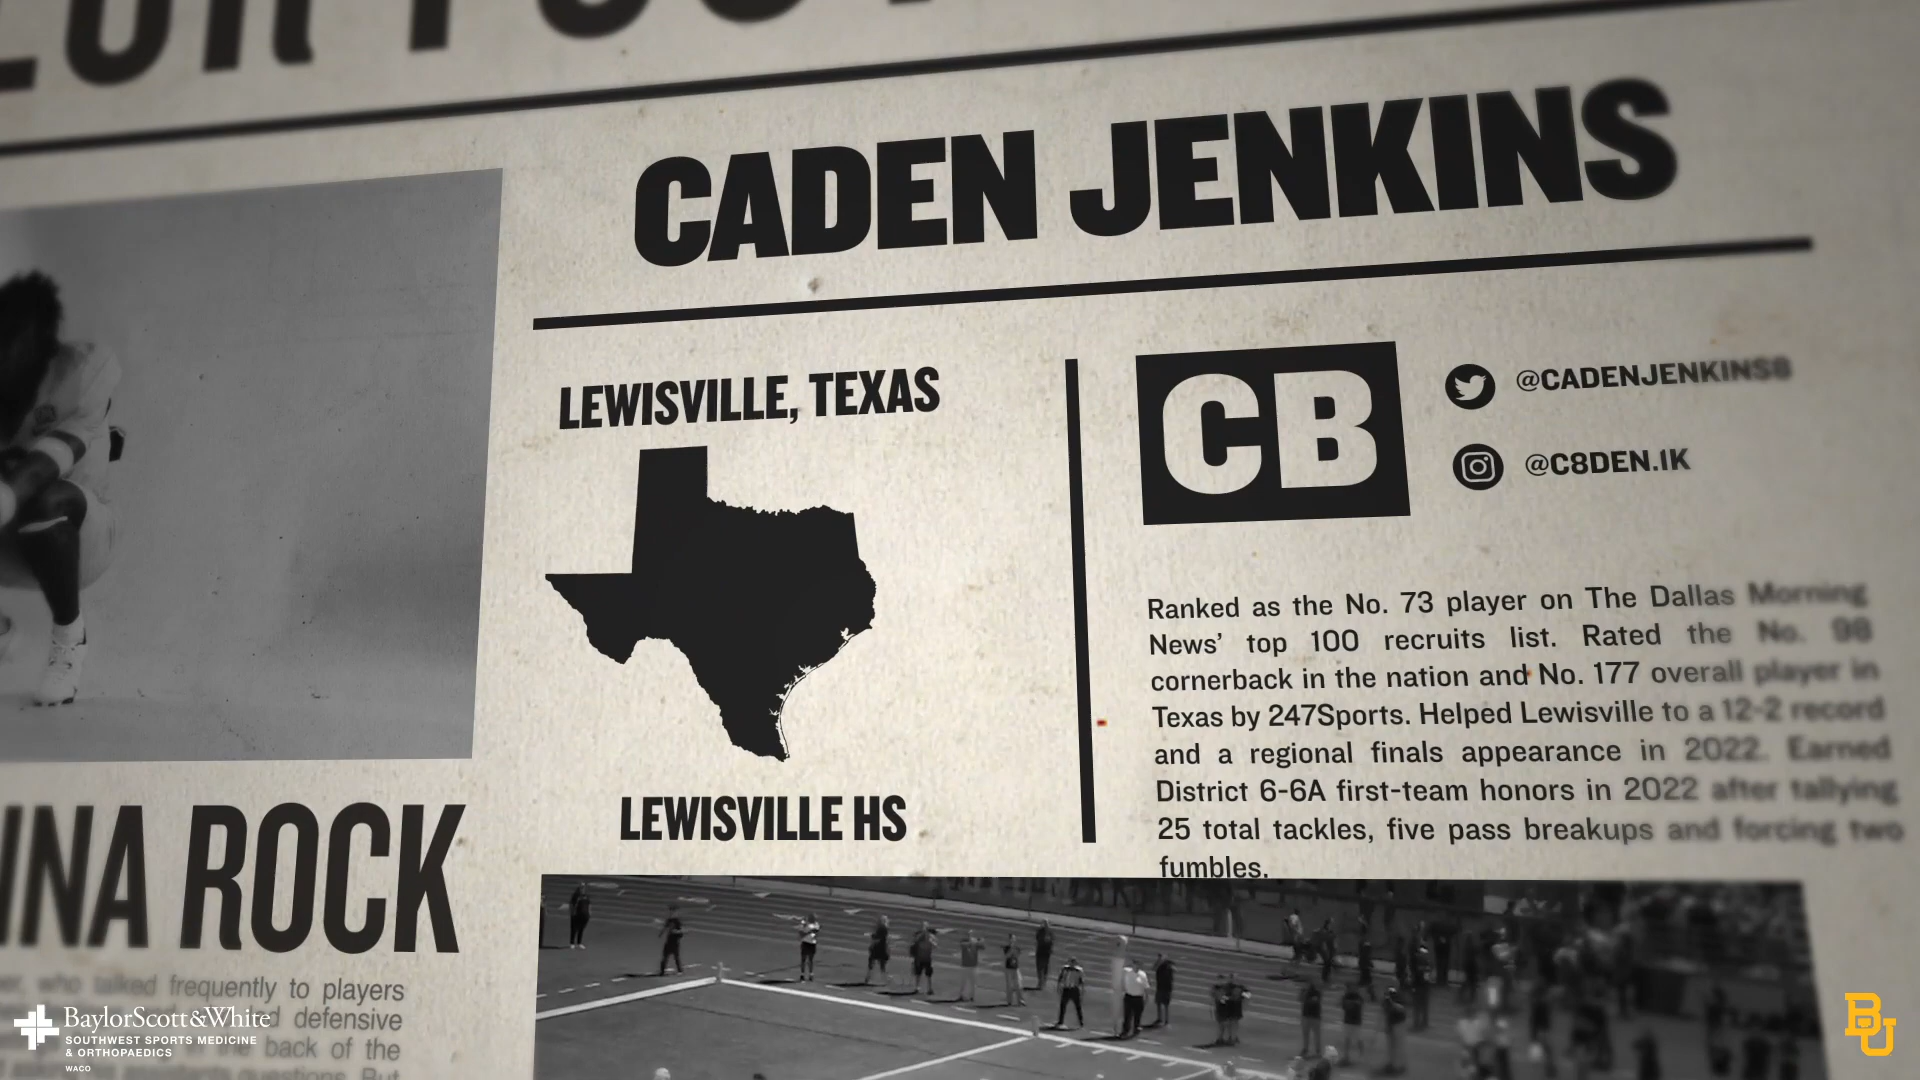 CADEN JENKINS
LEWISVILLE, TEXAS
LEWISVILLE HS
CB
@CADENJENKINS8
@C8DEN.IK
Ranked as the No. 73 player on The Dallas Morning
News’ top 100 recruits list. Rated the No. 98
cornerback in the nation and No. 177 overall player in
Texas by 247Sports. Helped Lewisville to a 12-2 record
and a regional finals appearance in 2022. Earned
District 6-6A first-team honors in 2022 after tallying
25 total tackles, five pass breakups and forcing two
fumbles.
ROCK
who talked frequently to players
defensive
back of the
questions. But
BaylorScott&White
SOUTHWEST SPORTS MEDICINE
& ORTHOPAEDICS
WACO
BU